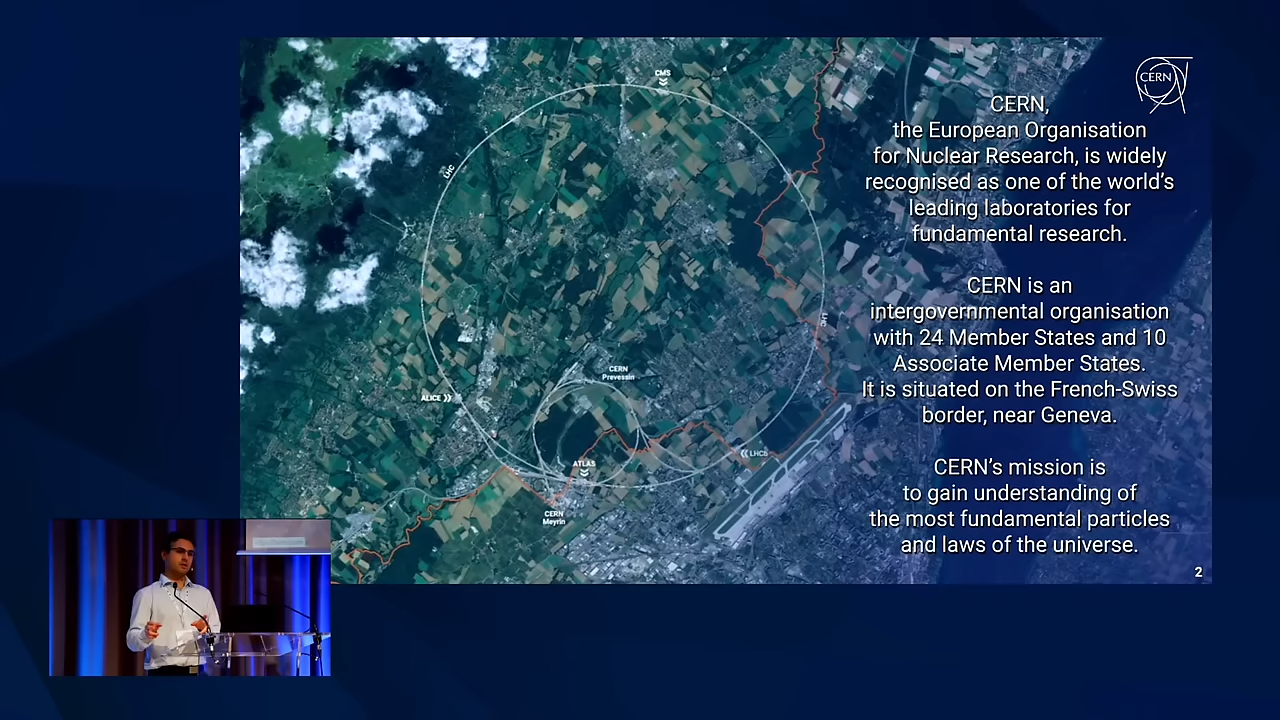 CERN
CERN,
the European Organisation
for Nuclear Research, is widely
recognised as one of the world's
leading laboratories for
fundamental research.
CERN is an
intergovernmental organisation
with 24 Member States and 10
Associate Member States.
It is situated on the French-Swiss
border, near Geneva.
CERN's mission is
to gain understanding of
the most fundamental particles
and laws of the universe.
CMS
LHC
LHC
CERN
Prevessin
ALICE
ATLAS
LHCb
CERN
Meyrin
2